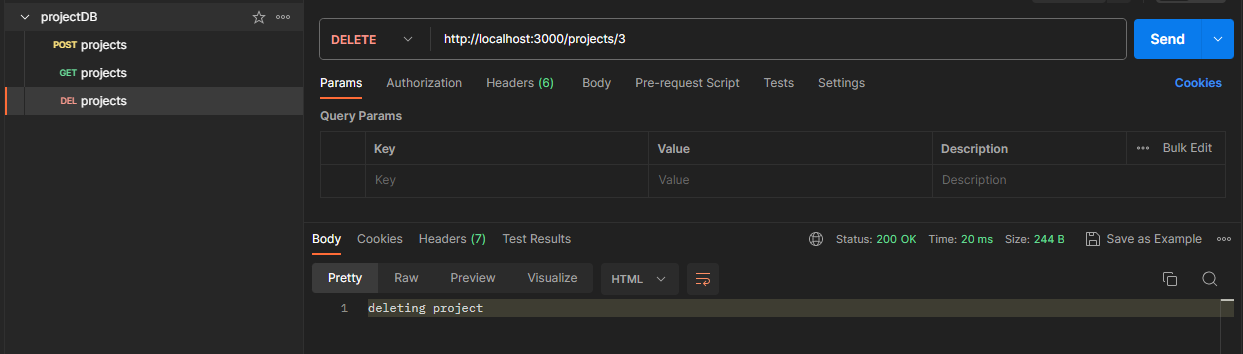 projectDB
POST projects
GET projects
DEL projects
DELETE http://localhost:3000/projects/3 Send
Params Authorization Headers (6) Body Pre-request Script Tests Settings Cookies
Query Params
Key Value Description Bulk Edit
Key Value Description
Body Cookies Headers (7) Test Results Status: 200 OK Time: 20 ms Size: 244 B Save as Example
Pretty Raw Preview Visualize HTML
1 deleting project